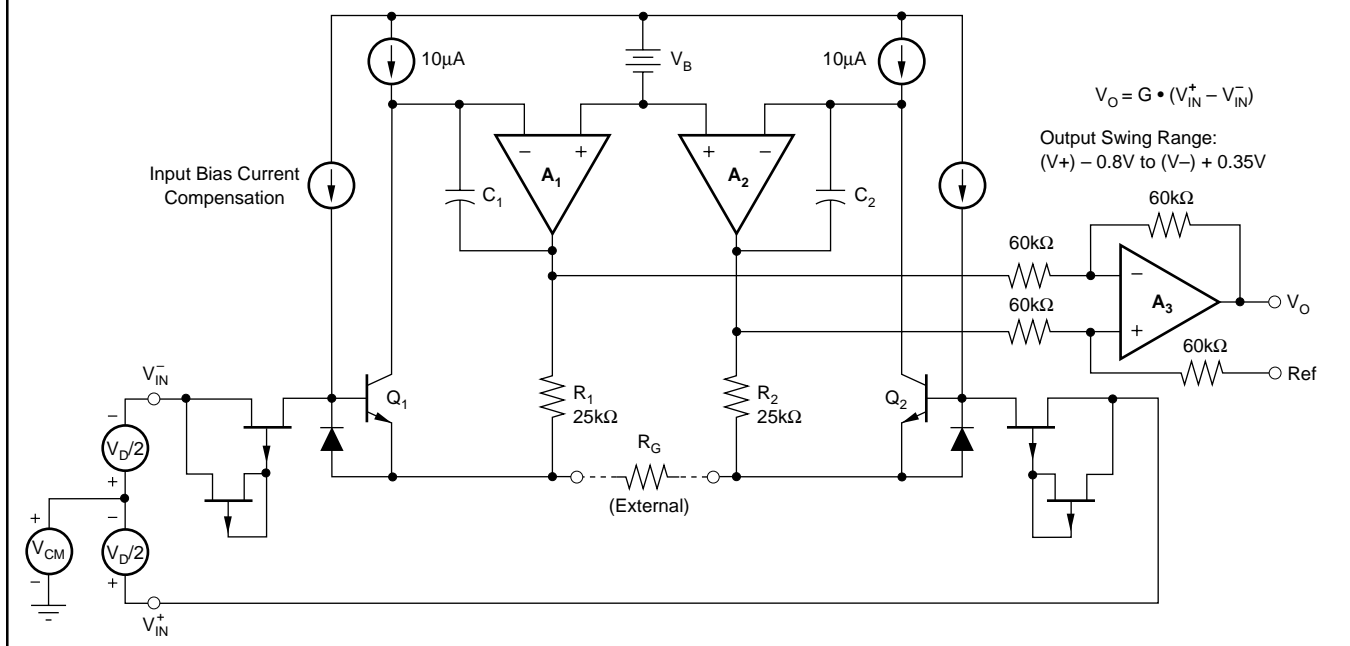 10µA
V_B
10µA
V_O = G • (V_IN^+ – V_IN^–)
Output Swing Range:
(V+) – 0.8V to (V–) + 0.35V
Input Bias Current
Compensation
– +
A_1
+ –
A_2
C_1
C_2
60kΩ
60kΩ
60kΩ
–
A_3
+
V_O
60kΩ
Ref
V_IN^–
Q_1
R_1
25kΩ
R_2
25kΩ
Q_2
–
V_D/2
+
R_G
(External)
+
V_CM
–
–
V_D/2
+
V_IN^+